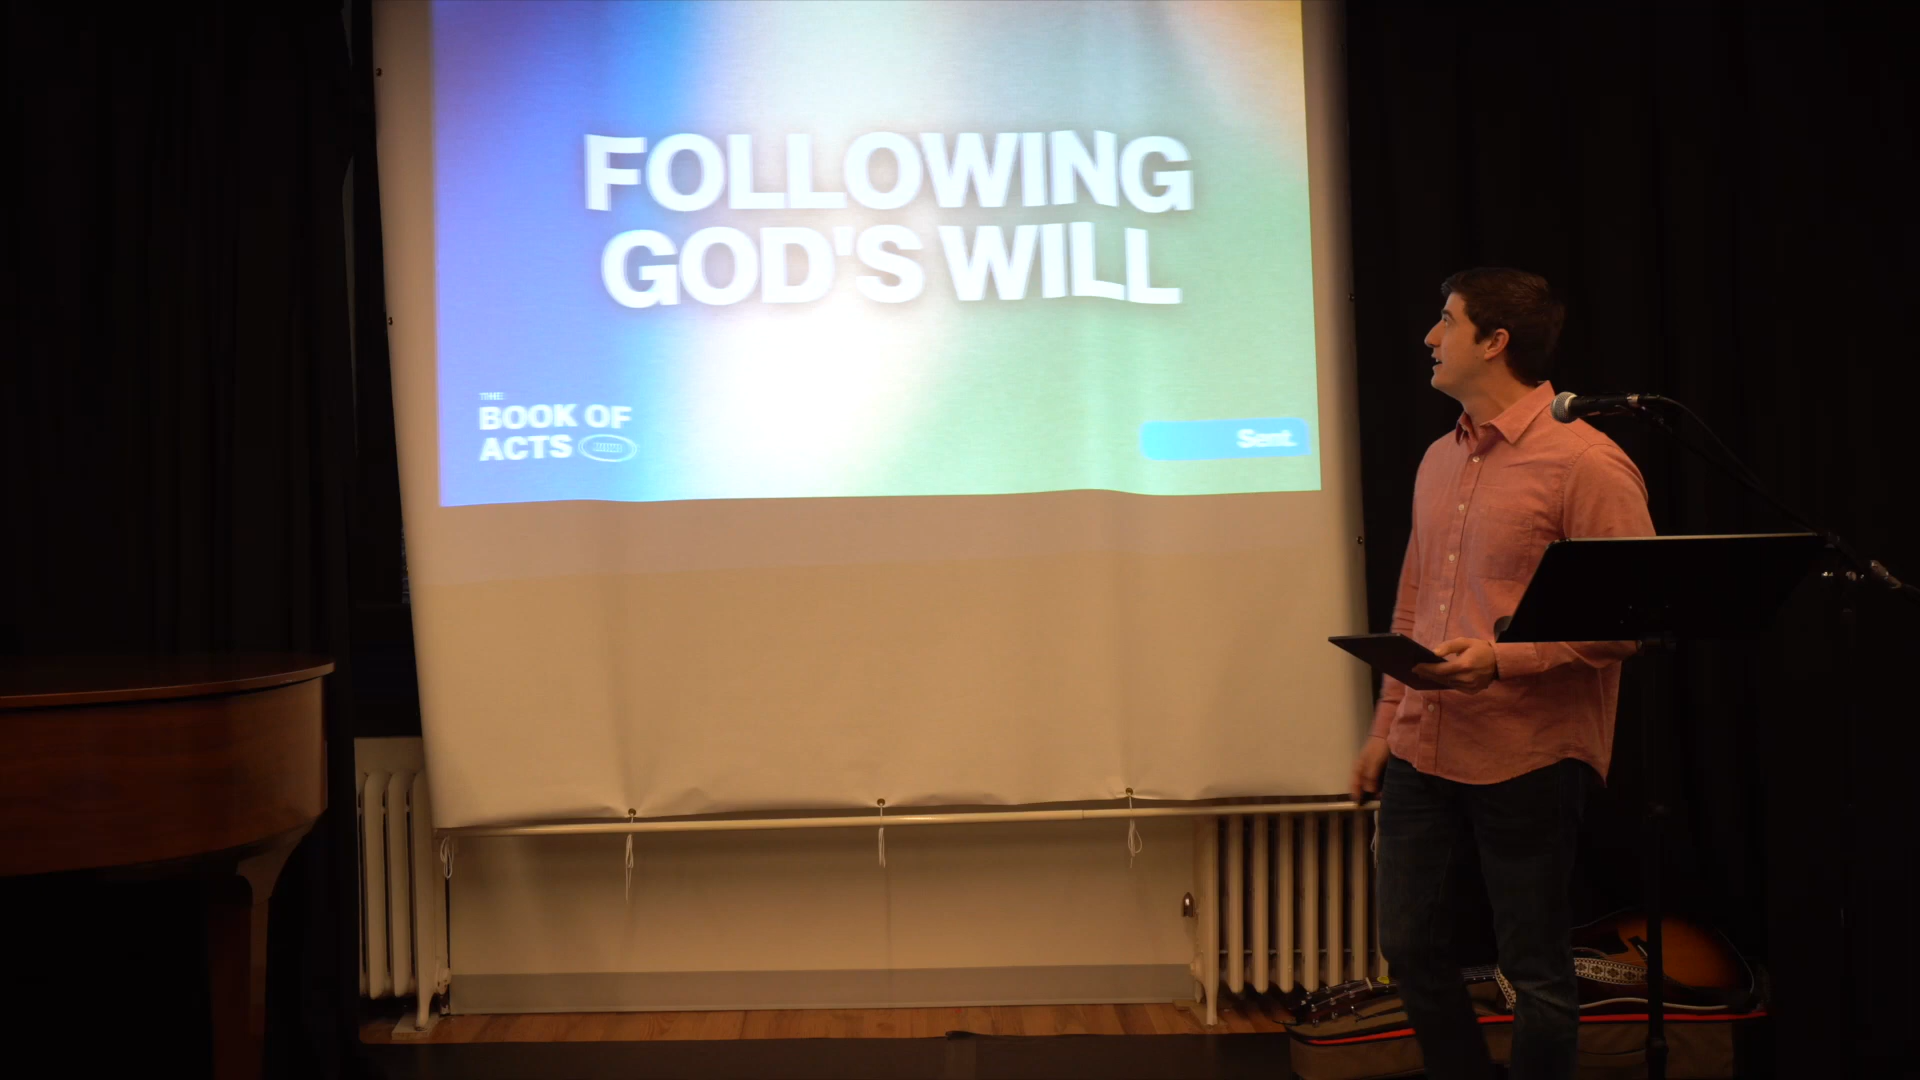 FOLLOWING
GOD'S WILL
THE
BOOK OF
ACTS
Sent.